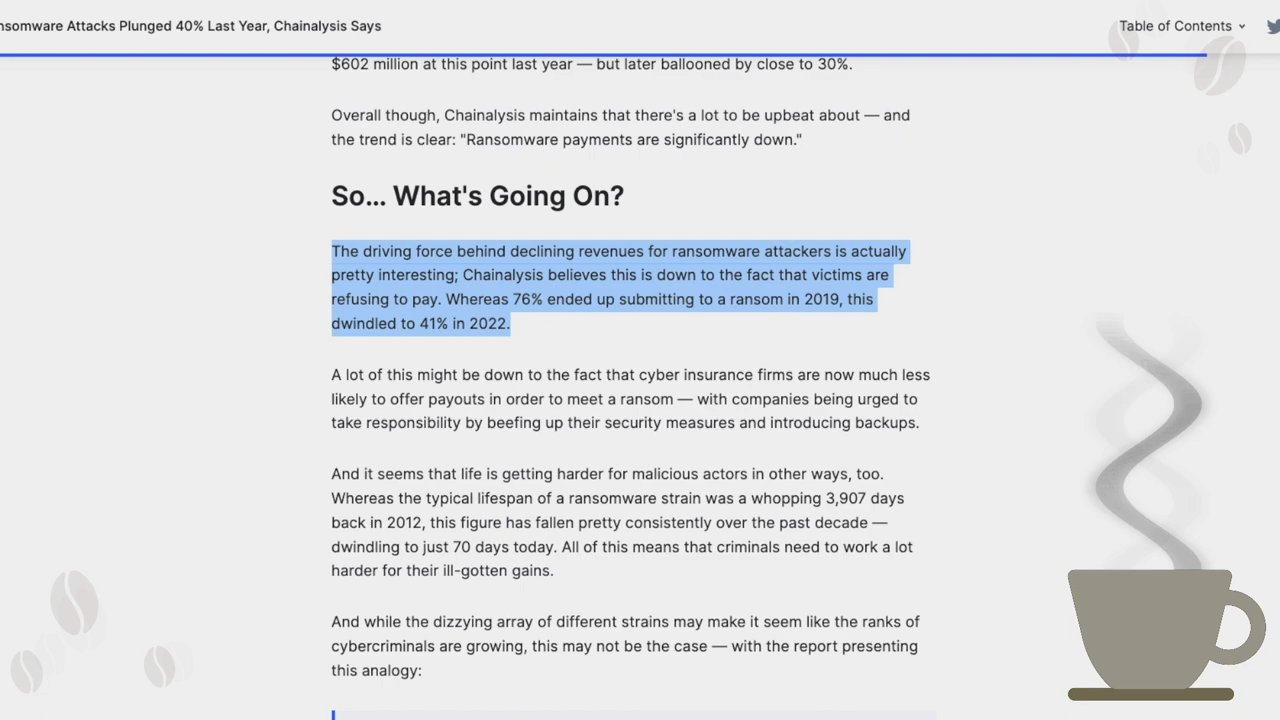 nsomware Attacks Plunged 40% Last Year, Chainalysis Says
Table of Contents
$602 million at this point last year — but later ballooned by close to 30%.
Overall though, Chainalysis maintains that there's a lot to be upbeat about — and
the trend is clear: "Ransomware payments are significantly down."
So... What's Going On?
The driving force behind declining revenues for ransomware attackers is actually
pretty interesting; Chainalysis believes this is down to the fact that victims are
refusing to pay. Whereas 76% ended up submitting to a ransom in 2019, this
dwindled to 41% in 2022.
A lot of this might be down to the fact that cyber insurance firms are now much less
likely to offer payouts in order to meet a ransom — with companies being urged to
take responsibility by beefing up their security measures and introducing backups.
And it seems that life is getting harder for malicious actors in other ways, too.
Whereas the typical lifespan of a ransomware strain was a whopping 3,907 days
back in 2012, this figure has fallen pretty consistently over the past decade —
dwindling to just 70 days today. All of this means that criminals need to work a lot
harder for their ill-gotten gains.
And while the dizzying array of different strains may make it seem like the ranks of
cybercriminals are growing, this may not be the case — with the report presenting
this analogy: